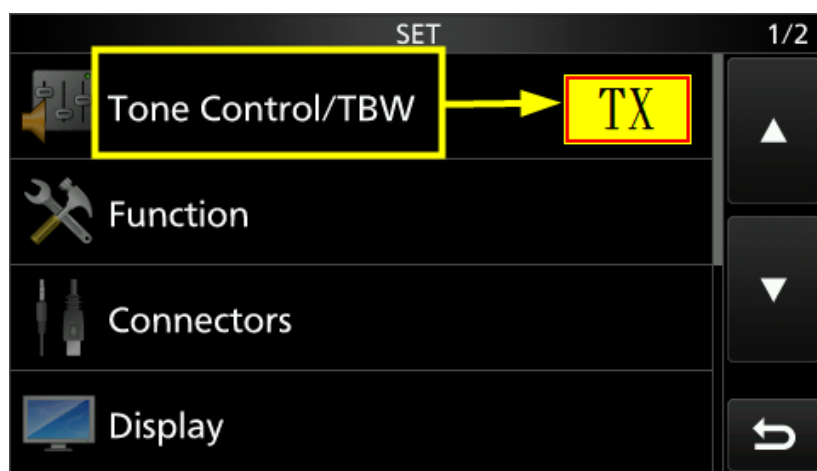 SET 1/2
Tone Control/TBW TX
Function
Connectors
Display